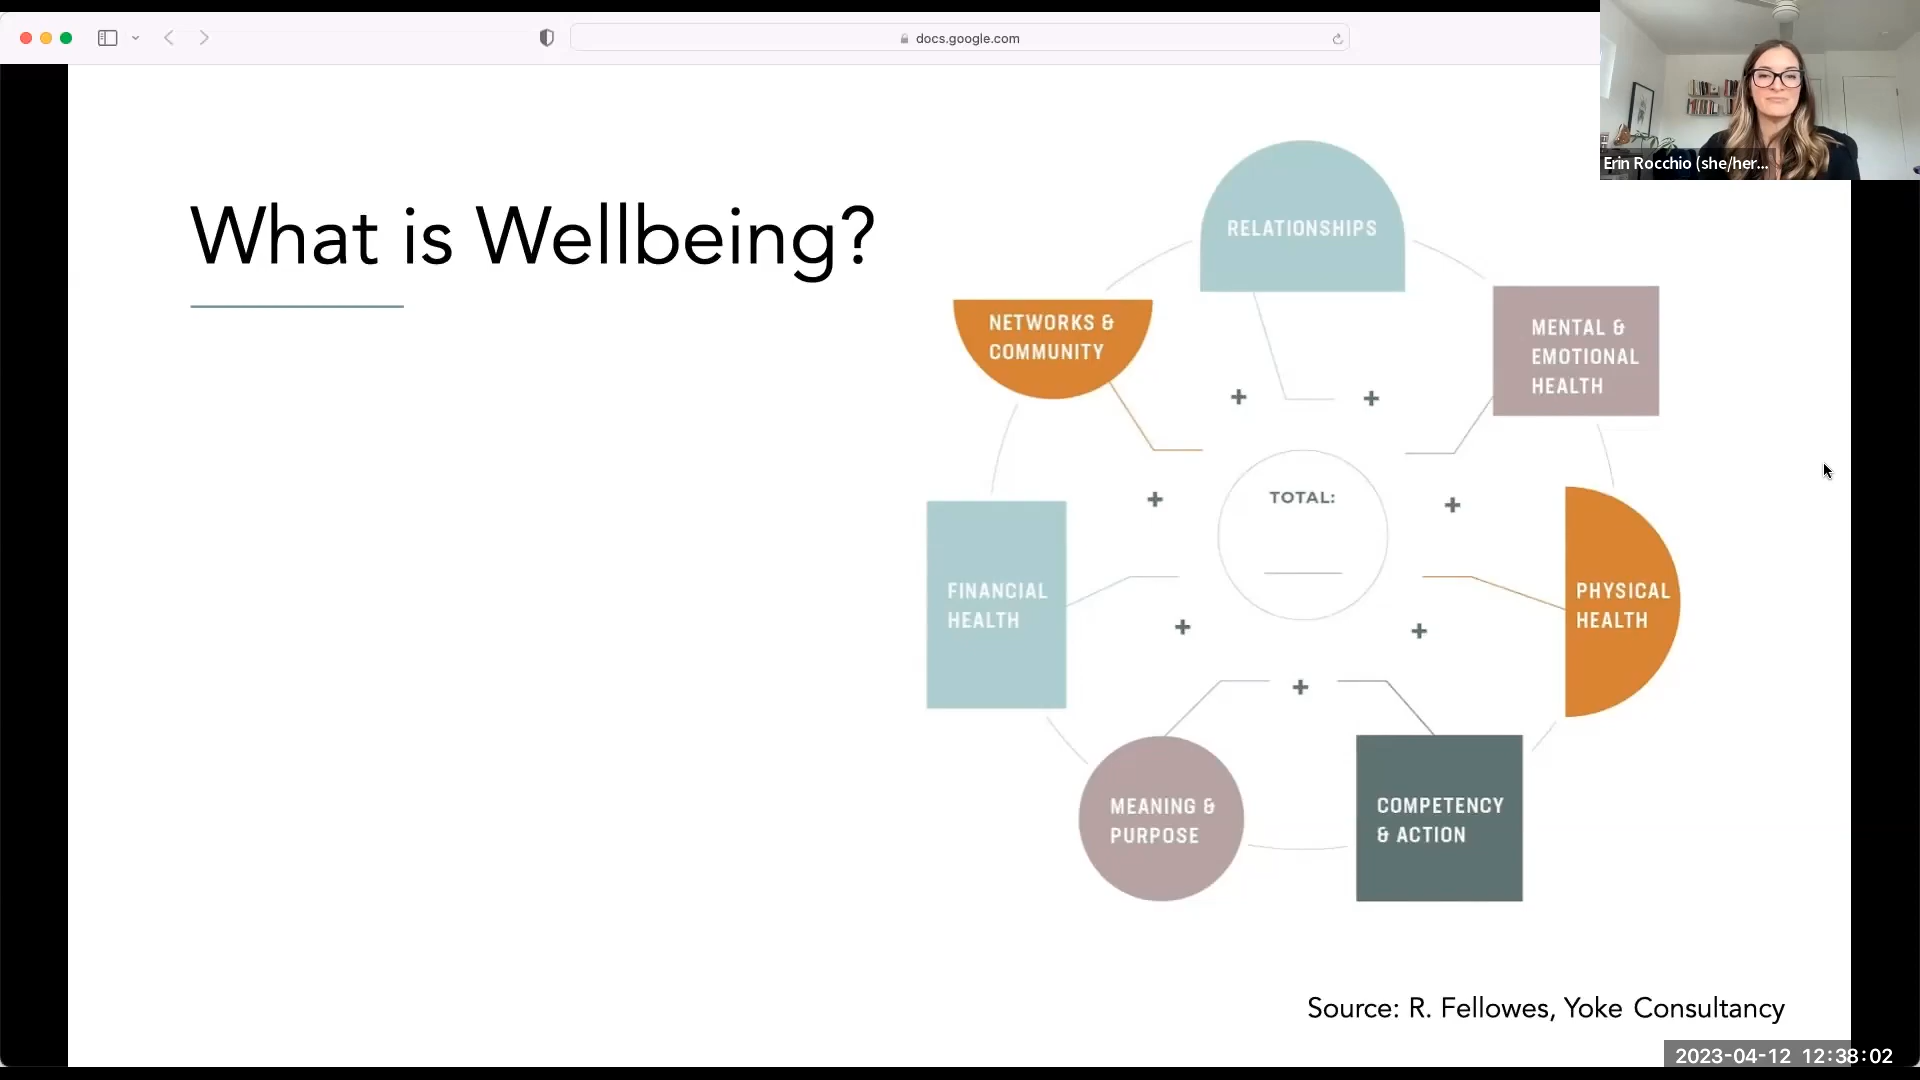 docs.google.com
Erin Rocchio (she/her...
What is Wellbeing?
RELATIONSHIPS
NETWORKS &
COMMUNITY
MENTAL &
EMOTIONAL
HEALTH
+ +
TOTAL:
+ +
FINANCIAL
HEALTH
PHYSICAL
HEALTH
+ +
+
MEANING &
PURPOSE
COMPETENCY
& ACTION
Source: R. Fellowes, Yoke Consultancy
2023-04-12 12:38:02